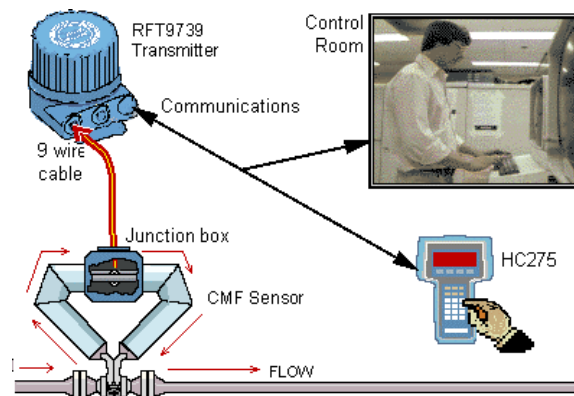 RFT9739
Transmitter
Control
Room
Communications
9 wire
cable
Junction box
HC275
CMF Sensor
FLOW